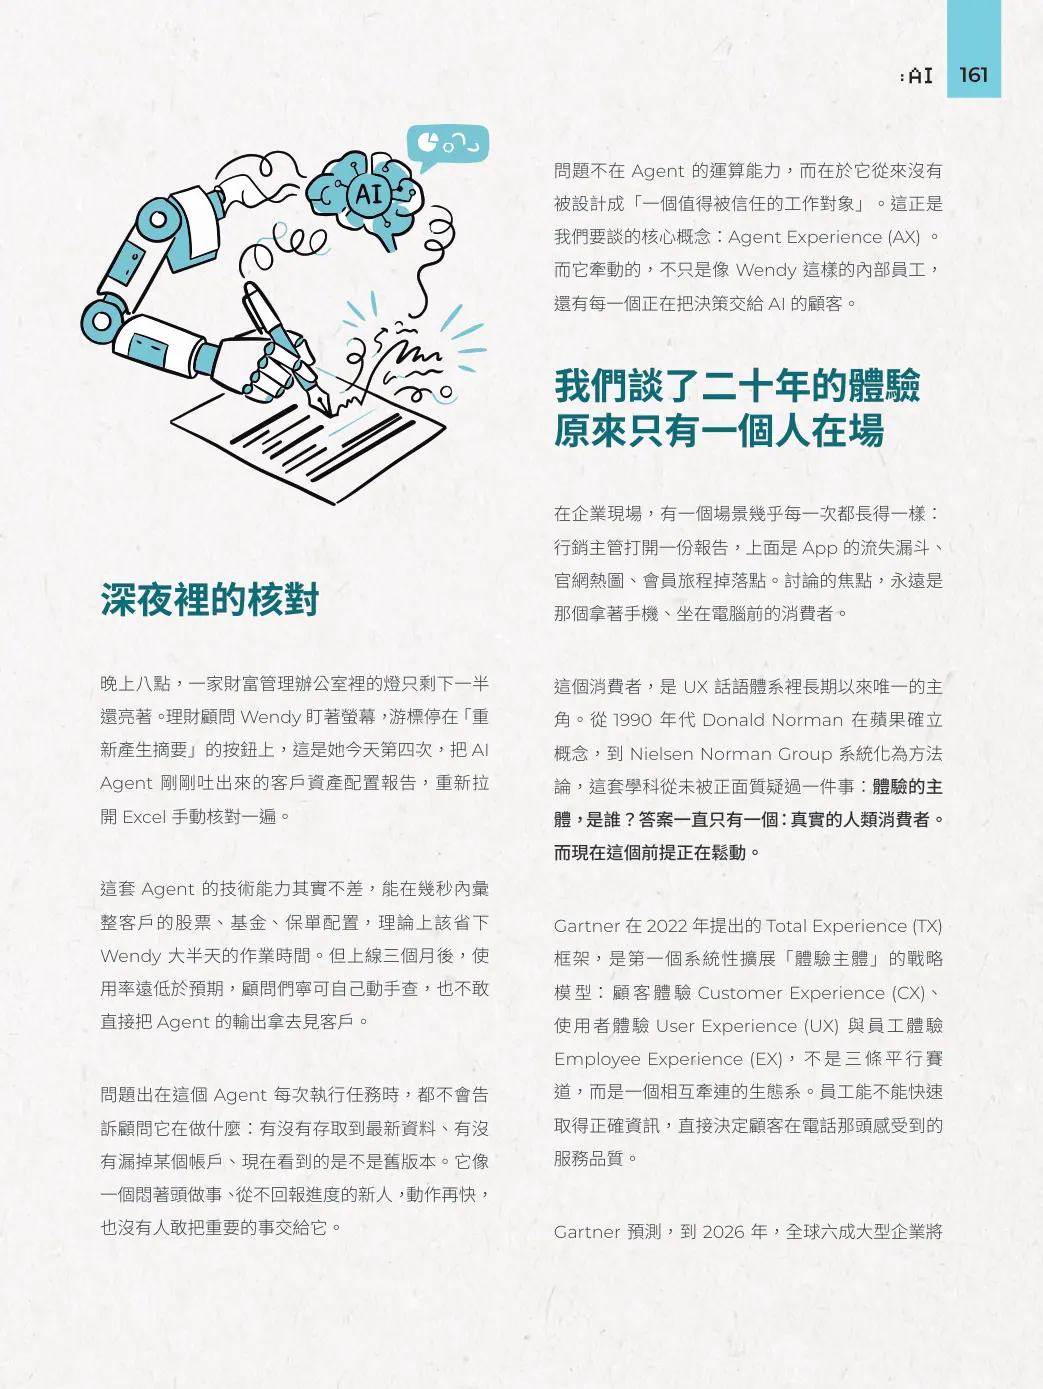 :AI 161
AI
深夜裡的核對
晚上八點，一家財富管理辦公室裡的燈只剩下一半
還亮著。理財顧問 Wendy 盯著螢幕，游標停在「重
新產生摘要」的按鈕上，這是她今天第四次，把 AI
Agent 剛剛吐出來的客戶資產配置報告，重新拉
開 Excel 手動核對一遍。
這套 Agent 的技術能力其實不差，能在幾秒內彙
整客戶的股票、基金、保單配置，理論上該省下
Wendy 大半天的作業時間。但上線三個月後，使
用率遠低於預期，顧問們寧可自己動手查，也不敢
直接把 Agent 的輸出拿去見客戶。
問題出在這個 Agent 每次執行任務時，都不會告
訴顧問它在做什麼：有沒有存取到最新資料、有沒
有漏掉某個帳戶、現在看到的是不是舊版本。它像
一個悶著頭做事、從不回報進度的新人，動作再快，
也沒有人敢把重要的事交給它。
問題不在 Agent 的運算能力，而在於它從來沒有
被設計成「一個值得被信任的工作對象」。這正是
我們要談的核心概念：Agent Experience (AX) 。
而它牽動的，不只是像 Wendy 這樣的內部員工，
還有每一個正在把決策交給 AI 的顧客。
我們談了二十年的體驗
原來只有一個人在場
在企業現場，有一個場景幾乎每一次都長得一樣：
行銷主管打開一份報告，上面是 App 的流失漏斗、
官網熱圖、會員旅程掉落點。討論的焦點，永遠是
那個拿著手機、坐在電腦前的消費者。
這個消費者，是 UX 話語體系裡長期以來唯一的主
角。從 1990 年代 Donald Norman 在蘋果確立
概念，到 Nielsen Norman Group 系統化為方法
論，這套學科從未被正面質疑過一件事：體驗的主
體，是誰？答案一直只有一個：真實的人類消費者。
而現在這個前提正在鬆動。
Gartner 在 2022 年提出的 Total Experience (TX)
框架，是第一個系統性擴展「體驗主體」的戰略
模型：顧客體驗 Customer Experience (CX)、
使用者體驗 User Experience (UX) 與員工體驗
Employee Experience (EX)，不是三條平行賽
道，而是一個相互牽連的生態系。員工能不能快速
取得正確資訊，直接決定顧客在電話那頭感受到的
服務品質。
Gartner 預測，到 2026 年，全球六成大型企業將